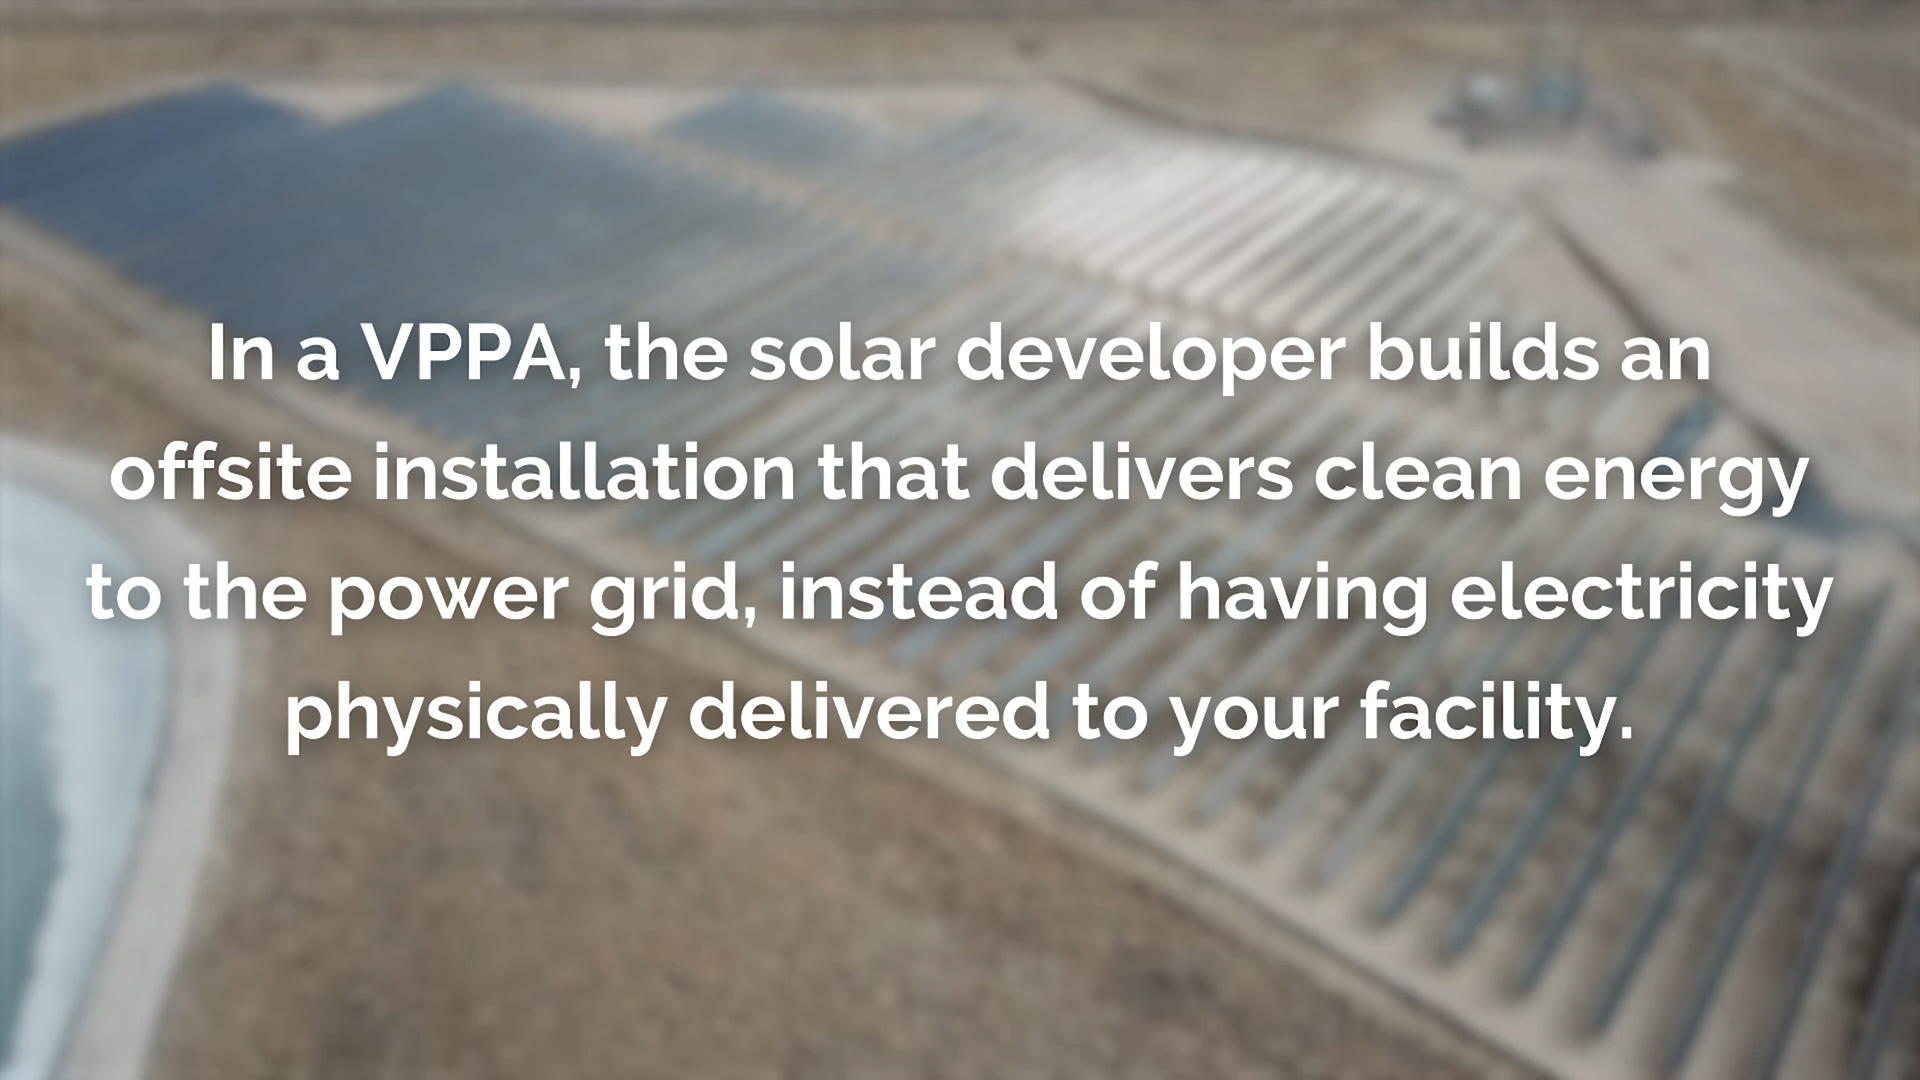 In a VPPA, the solar developer builds an
offsite installation that delivers clean energy
to the power grid, instead of having electricity
physically delivered to your facility.